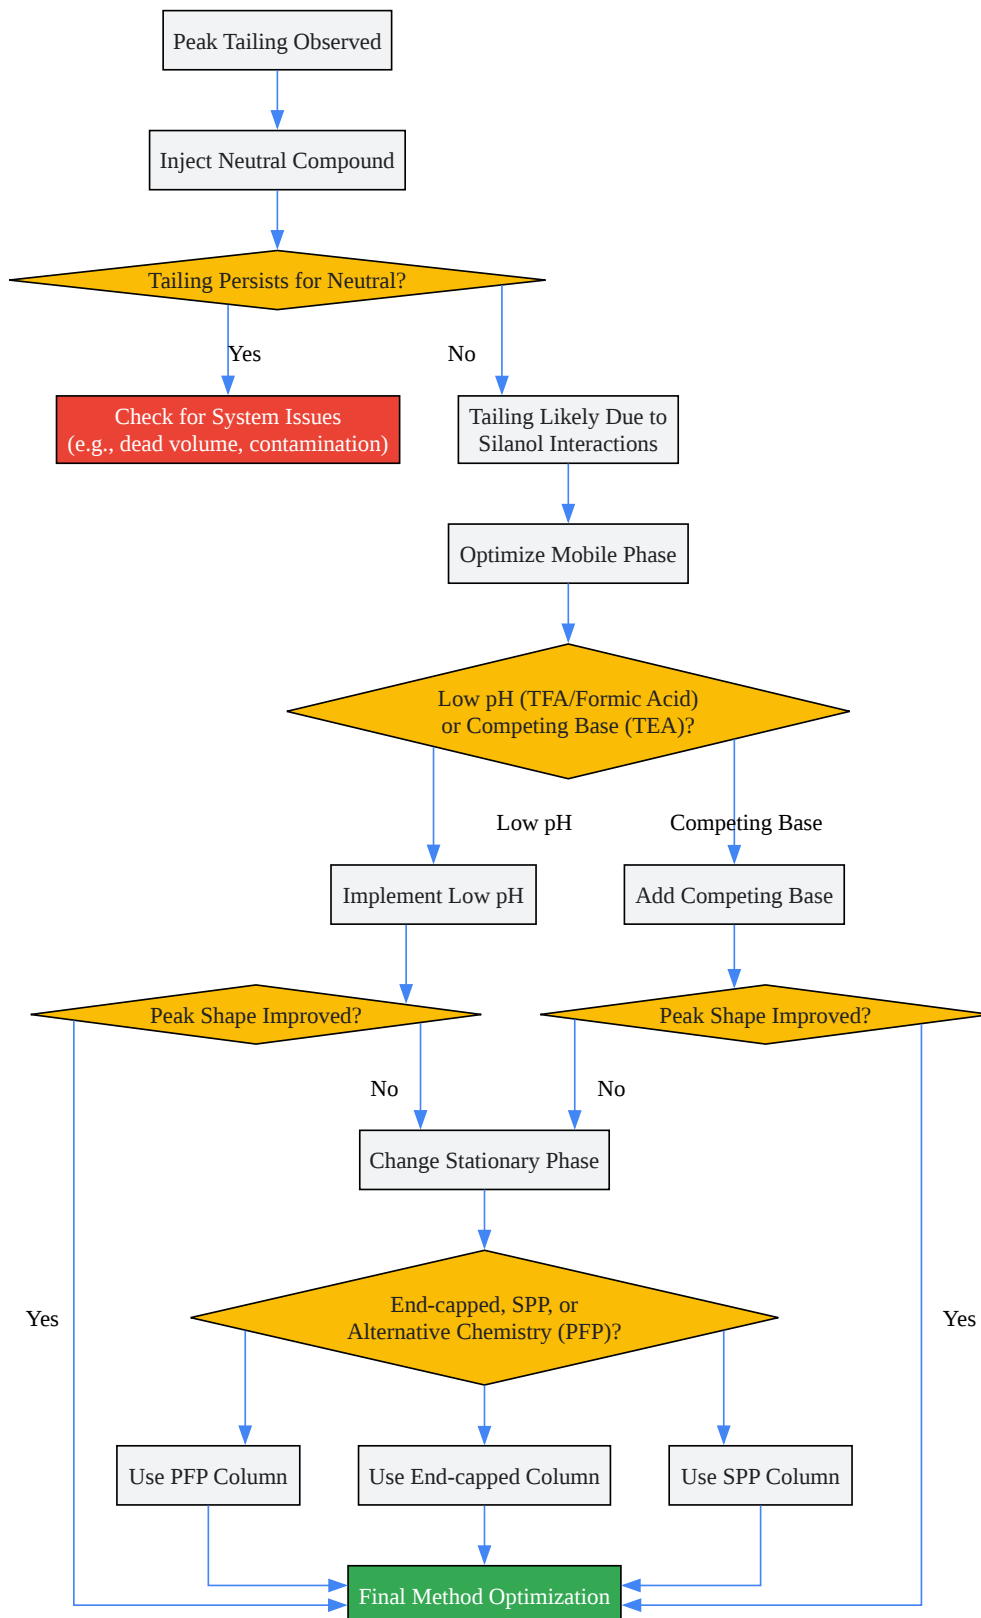 Peak Tailing Observed
Inject Neutral Compound
Tailing Persists for Neutral?
Yes
No
Check for System Issues
(e.g., dead volume, contamination)
Tailing Likely Due to
Silanol Interactions
Optimize Mobile Phase
Low pH (TFA/Formic Acid)
or Competing Base (TEA)?
Low pH
Competing Base
Implement Low pH
Add Competing Base
Peak Shape Improved?
Peak Shape Improved?
No
No
Change Stationary Phase
Yes
Yes
End-capped, SPP, or
Alternative Chemistry (PFP)?
Use PFP Column
Use End-capped Column
Use SPP Column
Final Method Optimization